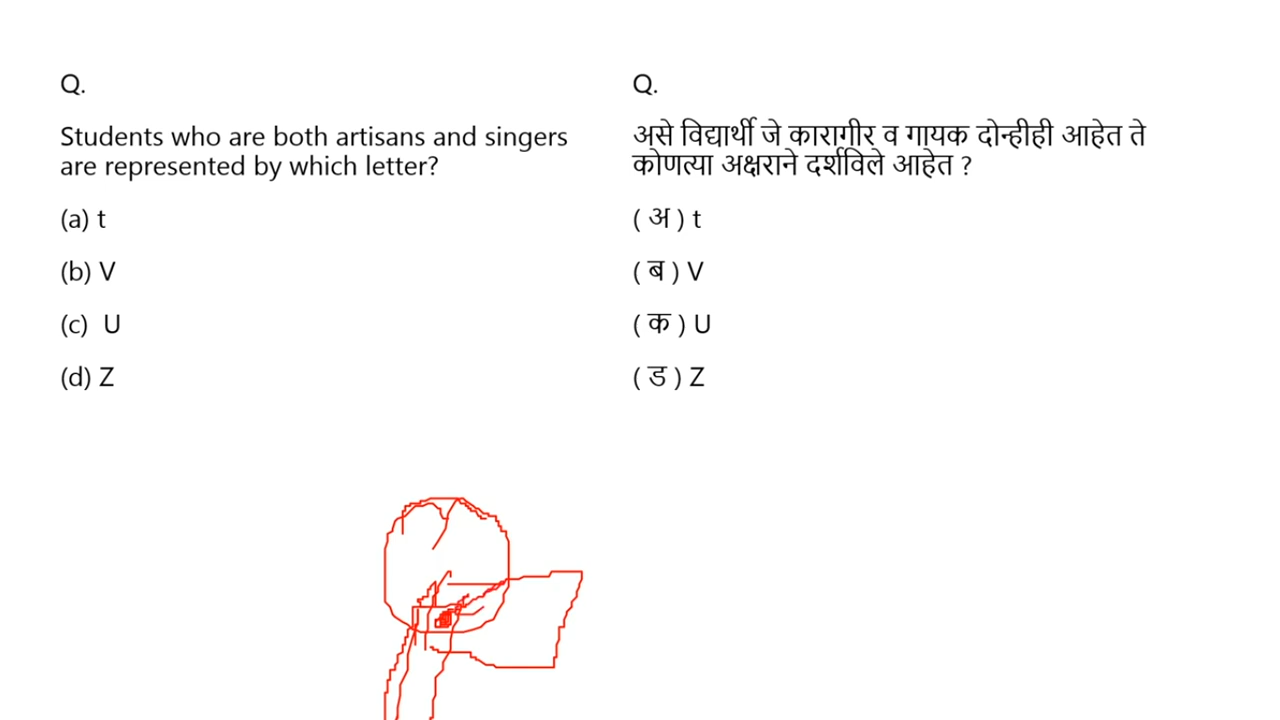 Q.
Students who are both artisans and singers
are represented by which letter?
(a) t
(b) V
(c) U
(d) Z
Q.
असे विद्यार्थी जे कारागीर व गायक दोन्हीही आहेत ते
कोणत्या अक्षराने दर्शविले आहेत ?
( अ ) t
( ब ) V
( क ) U
( ड ) Z